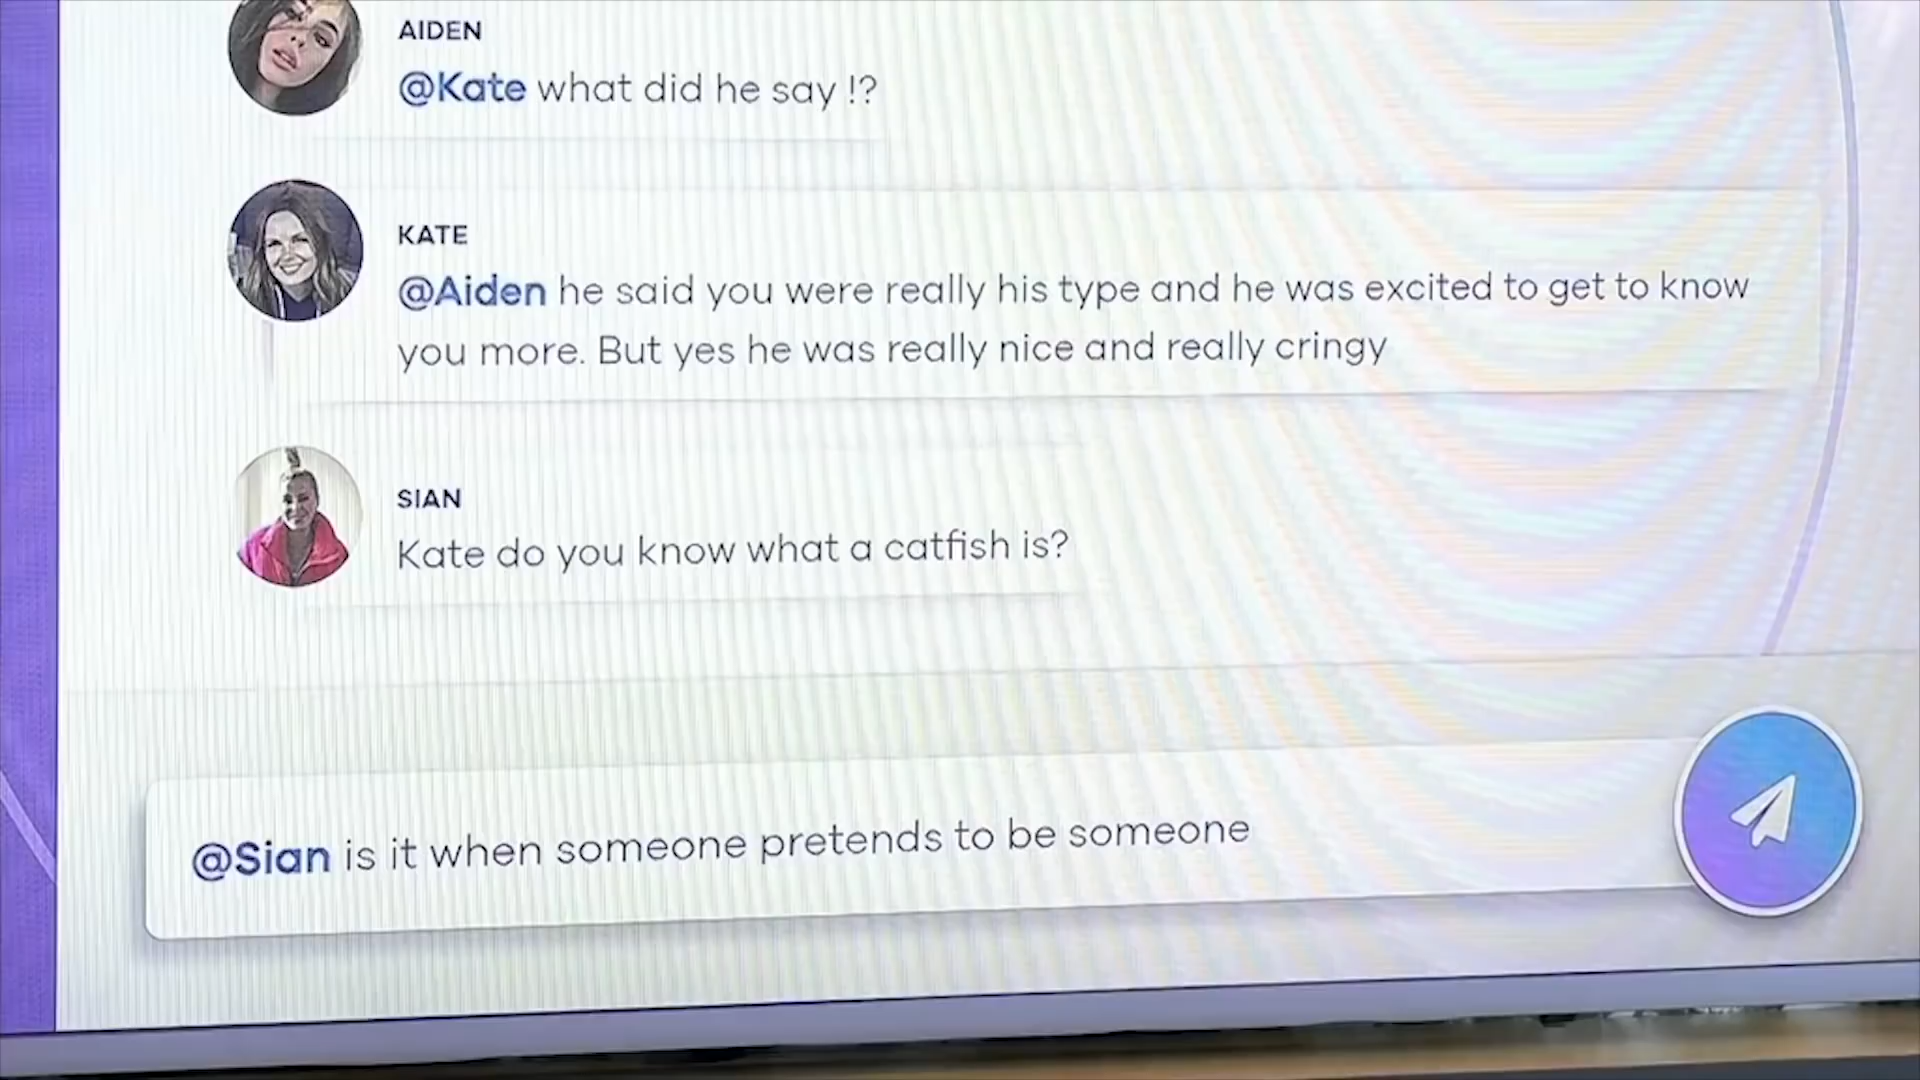 AIDEN
@Kate what did he say !?
KATE
@Aiden he said you were really his type and he was excited to get to know
you more. But yes he was really nice and really cringy
SIAN
Kate do you know what a catfish is?
@Sian is it when someone pretends to be someone